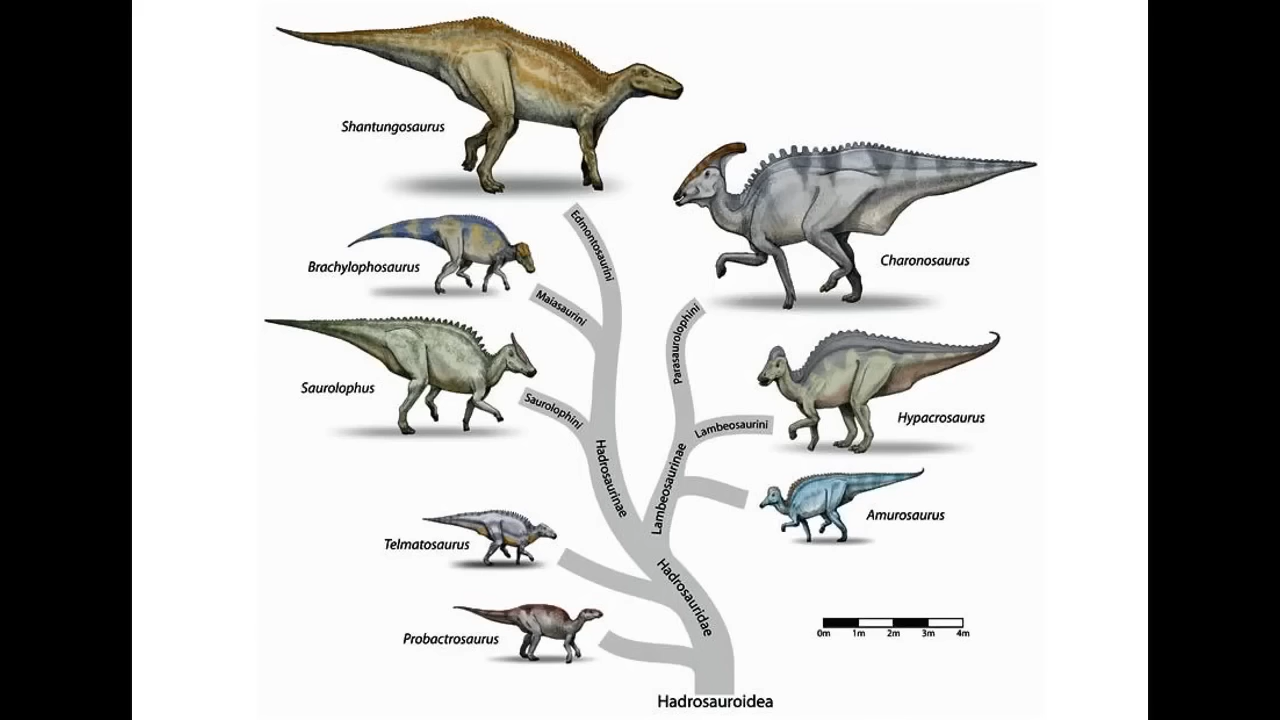 Shantungosaurus
Charonosaurus
Brachylophosaurus
Edmontosaurini
Maiasaurini
Parasaurolophini
Saurolophus
Saurolophini
Lambeosaurini
Hypacrosaurus
Hadrosaurinae
Lambeosaurinae
Amurosaurus
Telmatosaurus
Hadrosauridae
Probactrosaurus
0m 1m 2m 3m 4m
Hadrosauroidea